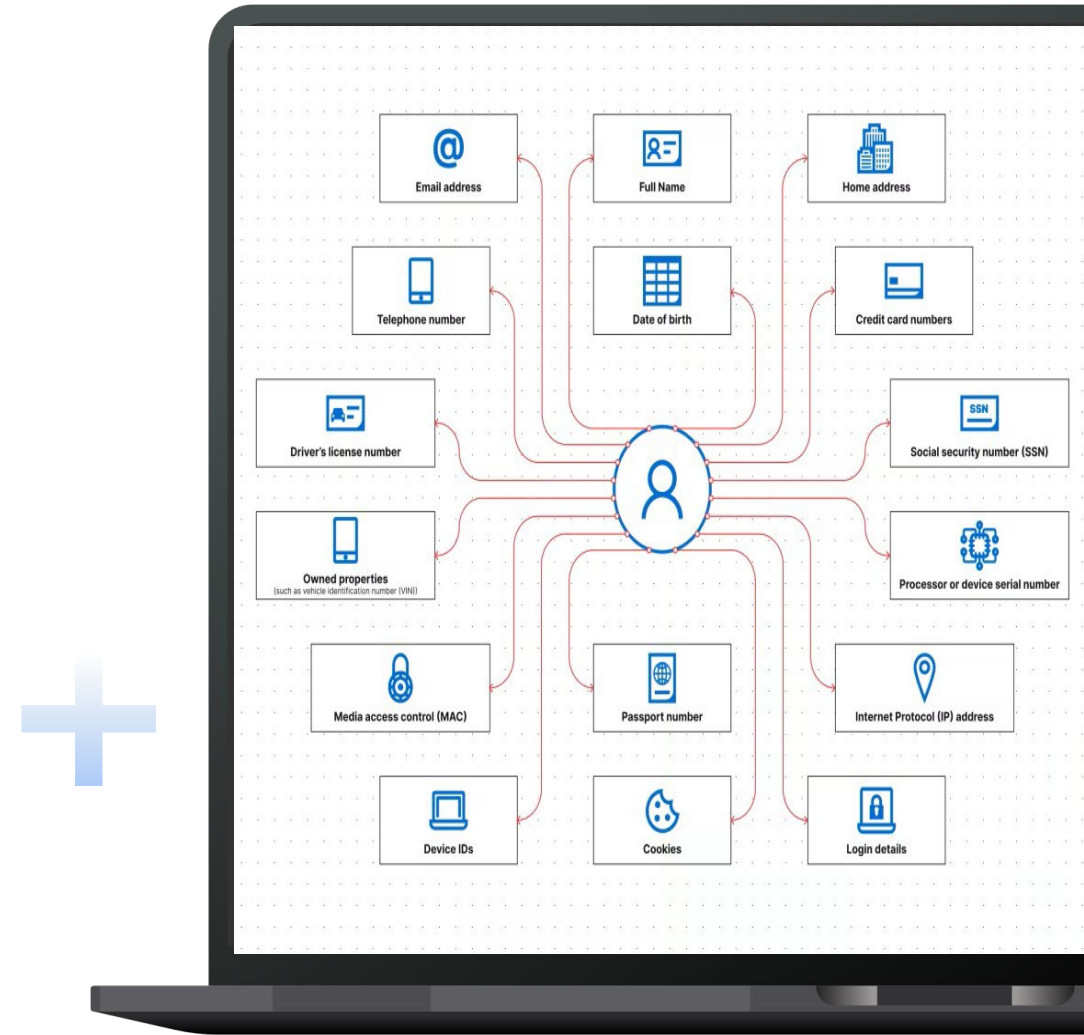 @
Email address
Full Name
Home address
Telephone number
Date of birth
Credit card numbers
Driver's license number
SSN
Social security number (SSN)
Owned properties
(such as vehicle identification number (VIN))
Processor or device serial number
Media access control (MAC)
Passport number
Internet Protocol (IP) address
Device IDs
Cookies
Login details